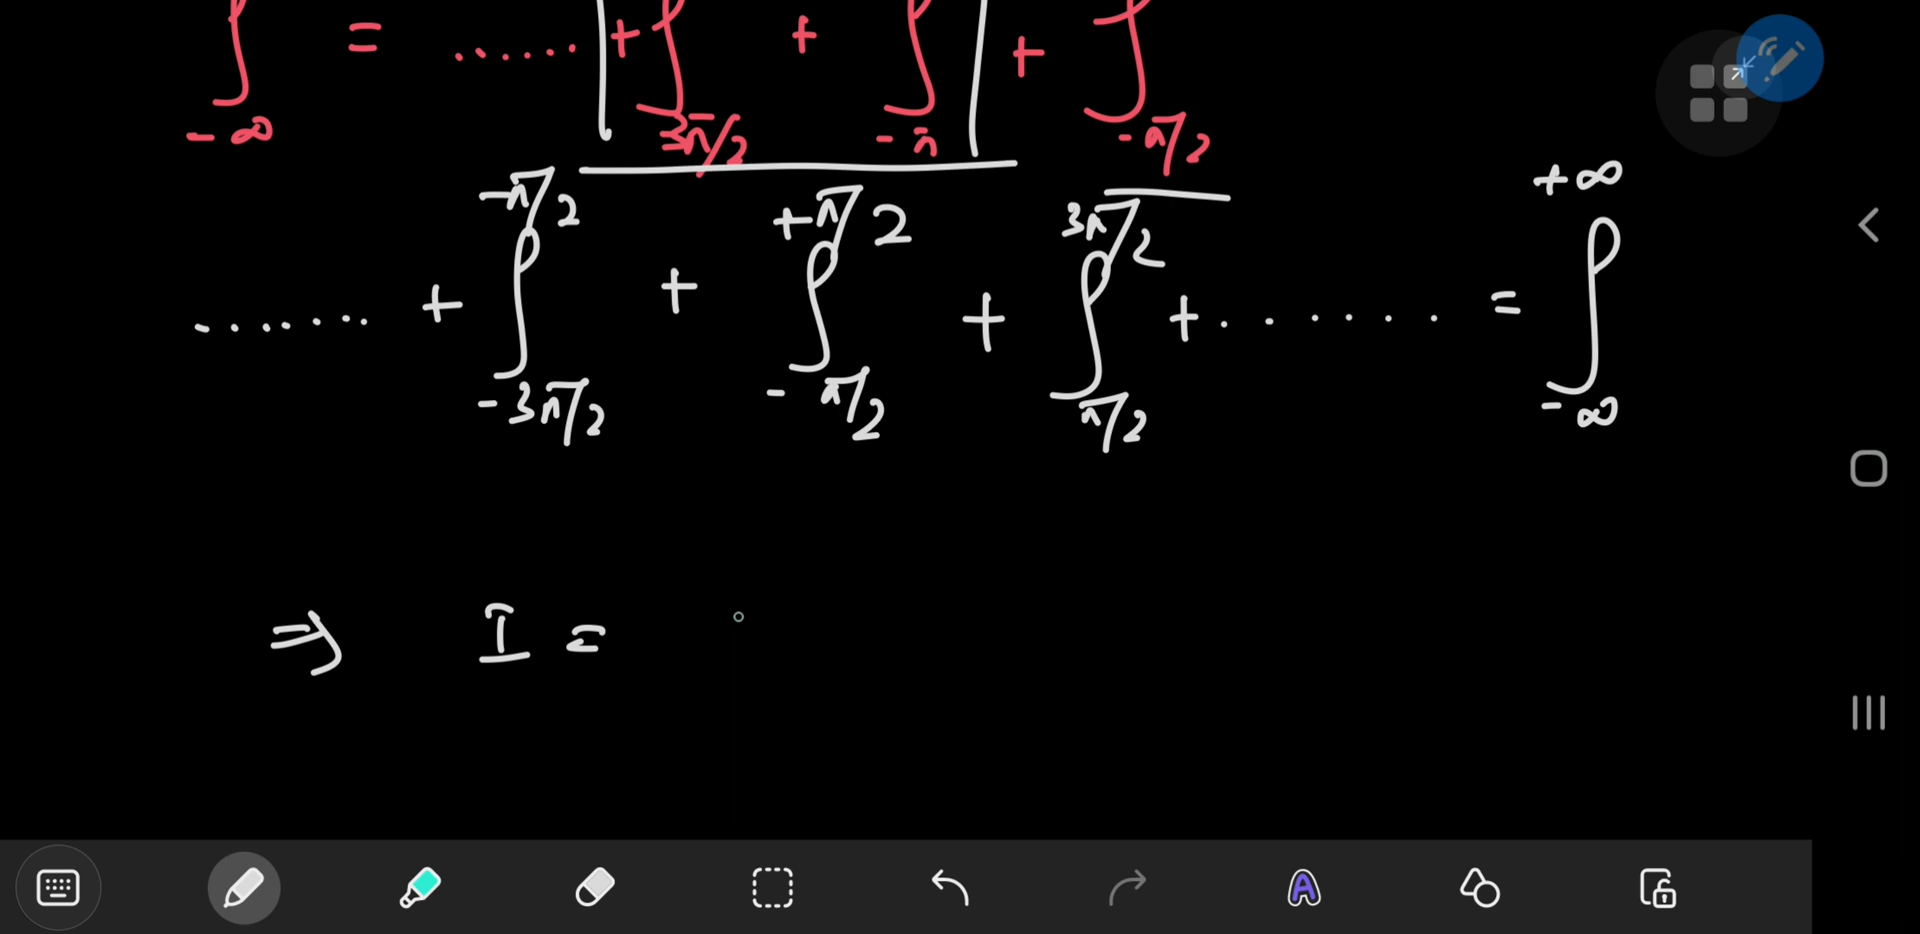 ∫_{-∞} = ......|+ ∫_{-3π/2} + ∫_{-π}| + ∫_{-π/2}
....... + ∫_{-3π/2}^{-π/2} + ∫_{-π/2}^{+π/2} + ∫_{π/2}^{3π/2} + ...... = ∫_{-∞}^{+∞}
⇒ I =